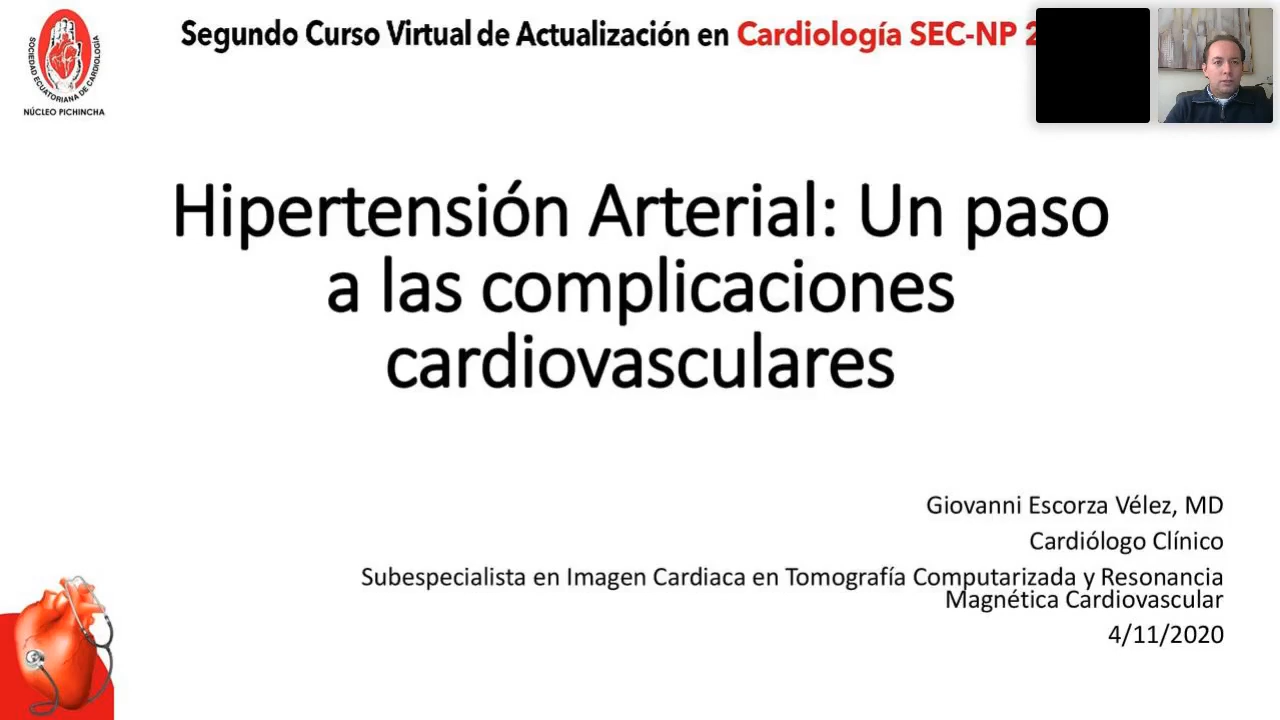 Segundo Curso Virtual de Actualización en Cardiología SEC-NP
SOCIEDAD ECUATORIANA DE CARDIOLOGÍA
NÚCLEO PICHINCHA
Hipertensión Arterial: Un paso
a las complicaciones
cardiovasculares
Giovanni Escorza Vélez, MD
Cardiólogo Clínico
Subespecialista en Imagen Cardiaca en Tomografía Computarizada y Resonancia
Magnética Cardiovascular
4/11/2020